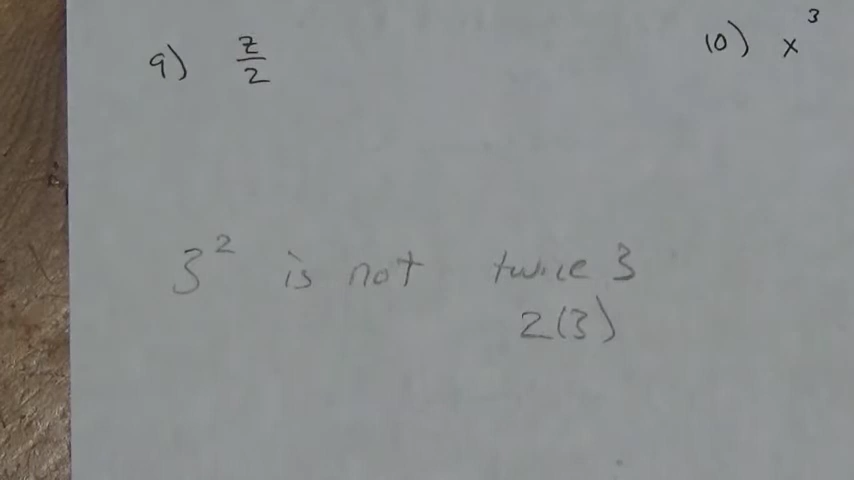 9) z/2 10) x³
3² is not twice 3
2(3)